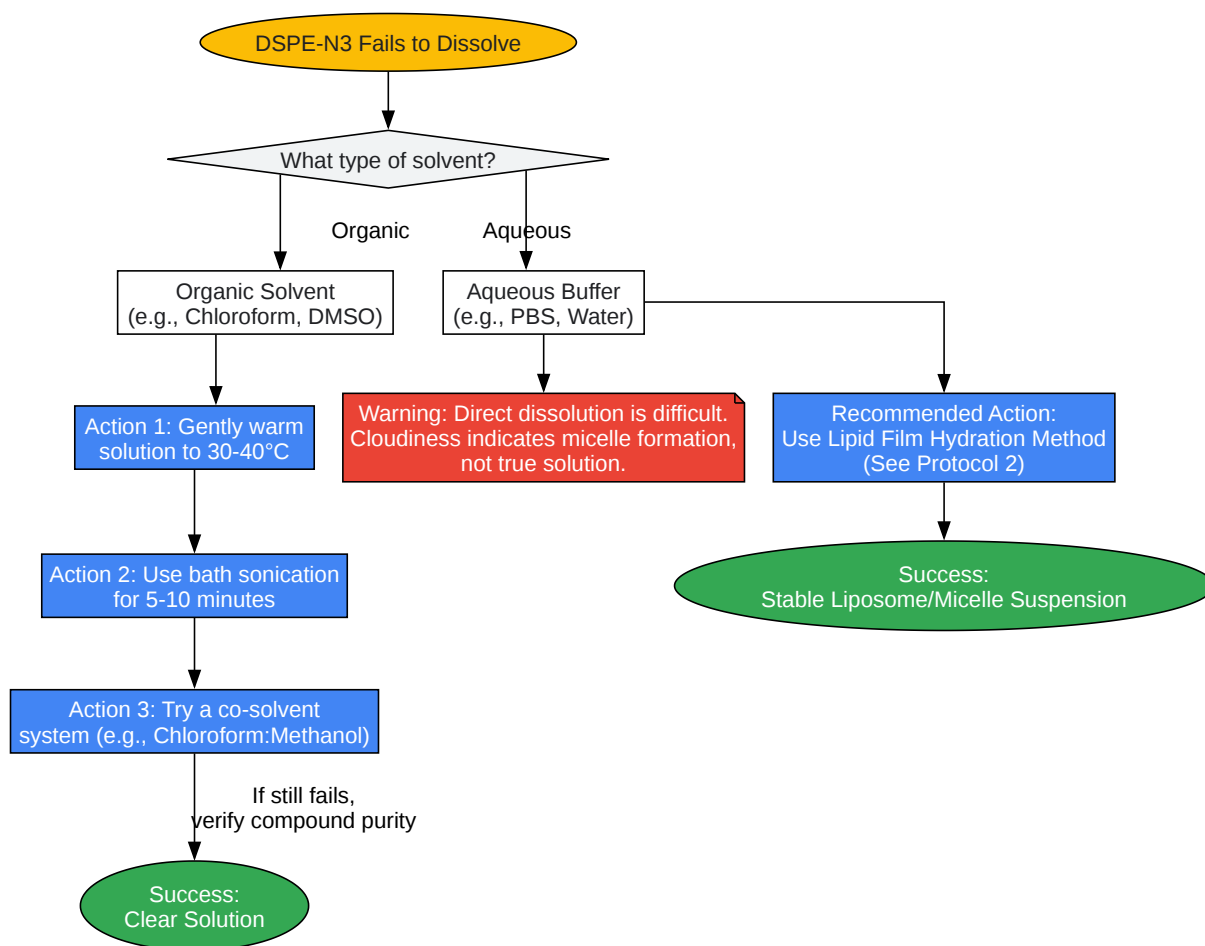 DSPE-N3 Fails to Dissolve
What type of solvent?
Organic
Aqueous
Organic Solvent
(e.g., Chloroform, DMSO)
Aqueous Buffer
(e.g., PBS, Water)
Action 1: Gently warm
solution to 30-40°C
Warning: Direct dissolution is difficult.
Cloudiness indicates micelle formation,
not true solution.
Recommended Action:
Use Lipid Film Hydration Method
(See Protocol 2)
Action 2: Use bath sonication
for 5-10 minutes
Success:
Stable Liposome/Micelle Suspension
Action 3: Try a co-solvent
system (e.g., Chloroform:Methanol)
If still fails,
verify compound purity
Success:
Clear Solution